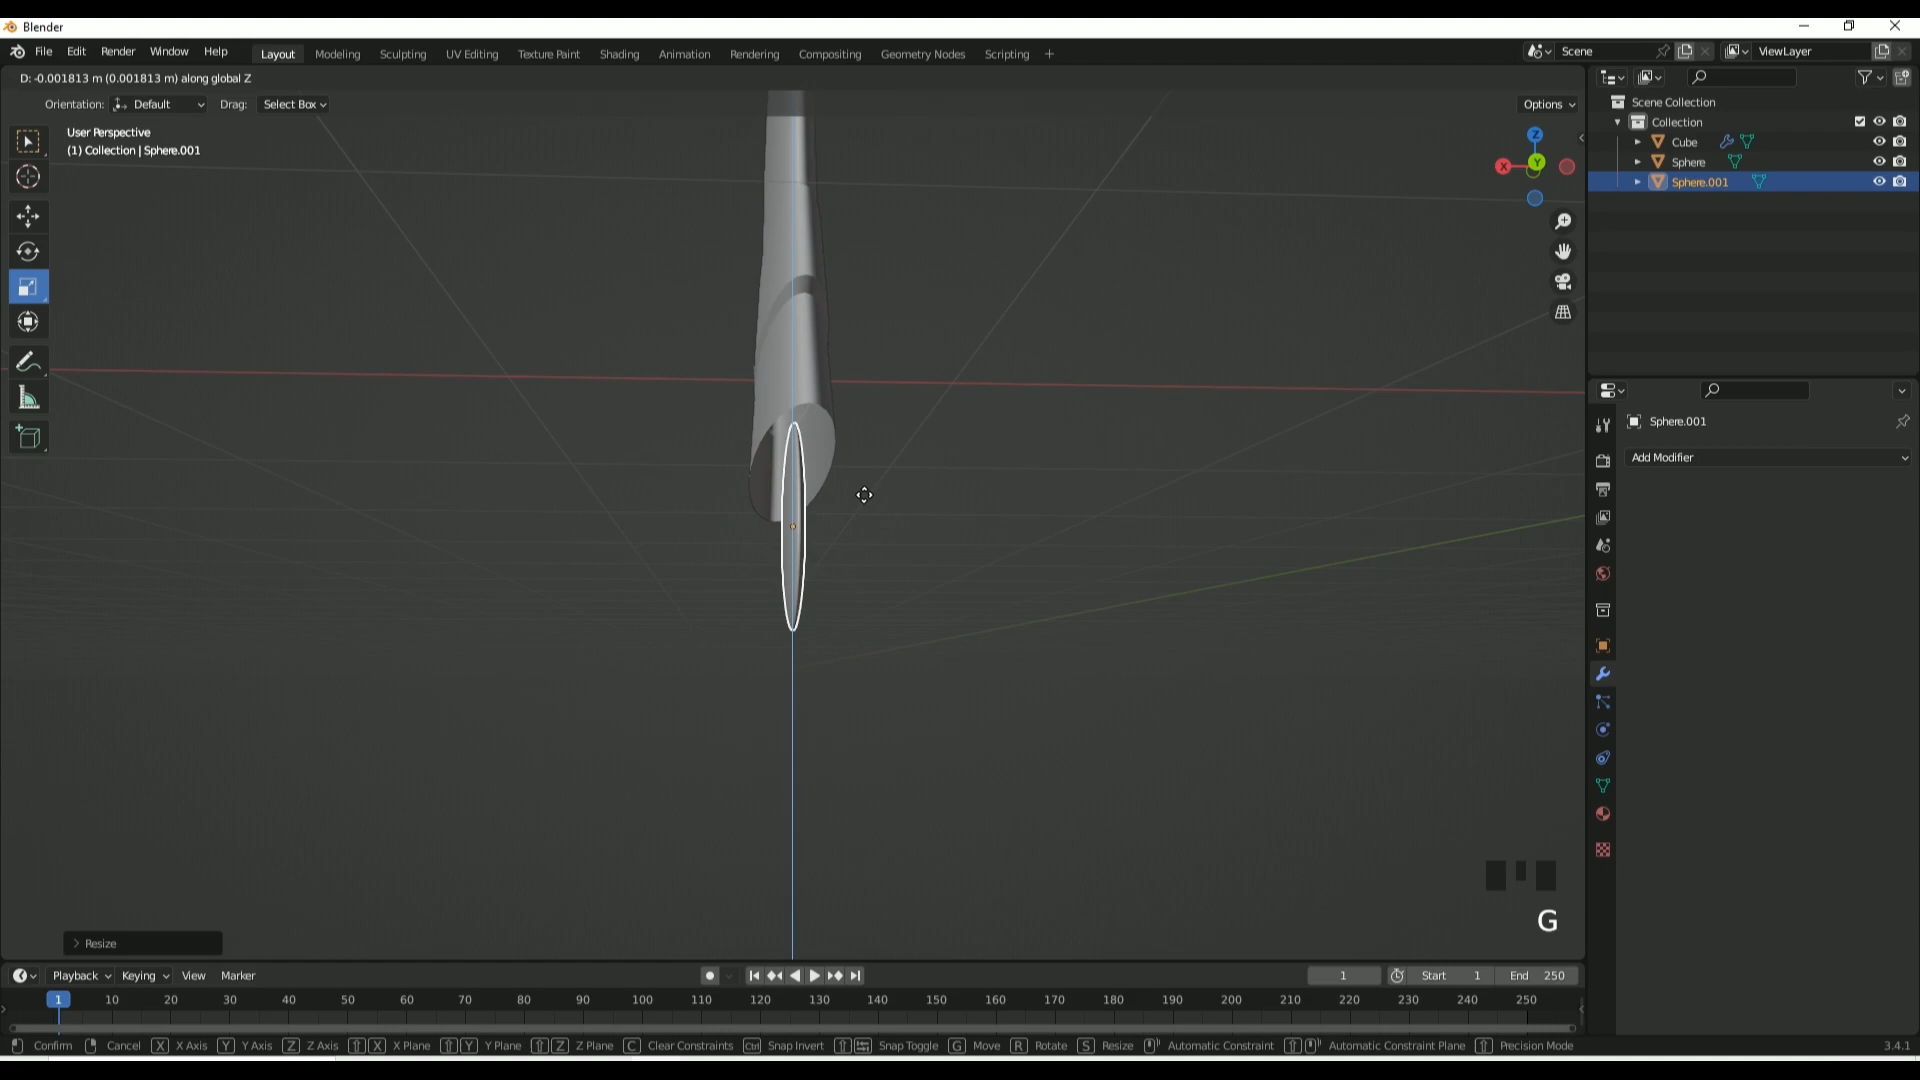 Blender
File Edit Render Window Help Layout Modeling Sculpting UV Editing Texture Paint Shading Animation Rendering Compositing Geometry Nodes Scripting + Scene ViewLayer
D: -0.001813 m (0.001813 m) along global Z
Orientation: Default Drag: Select Box Options
User Perspective
(1) Collection | Sphere.001
Z
X
Y
Scene Collection
Collection
Cube
Sphere
Sphere.001
Sphere.001
Add Modifier
G
Resize
Playback Keying View Marker 1 Start 1 End 250
1 10 20 30 40 50 60 70 80 90 100 110 120 130 140 150 160 170 180 190 200 210 220 230 240 250
Confirm Cancel X X Axis Y Y Axis Z Z Axis X X Plane Y Y Plane Z Z Plane C Clear Constraints Ctrl Snap Invert Snap Toggle G Move R Rotate S Resize Automatic Constraint Automatic Constraint Plane Precision Mode 3.4.1